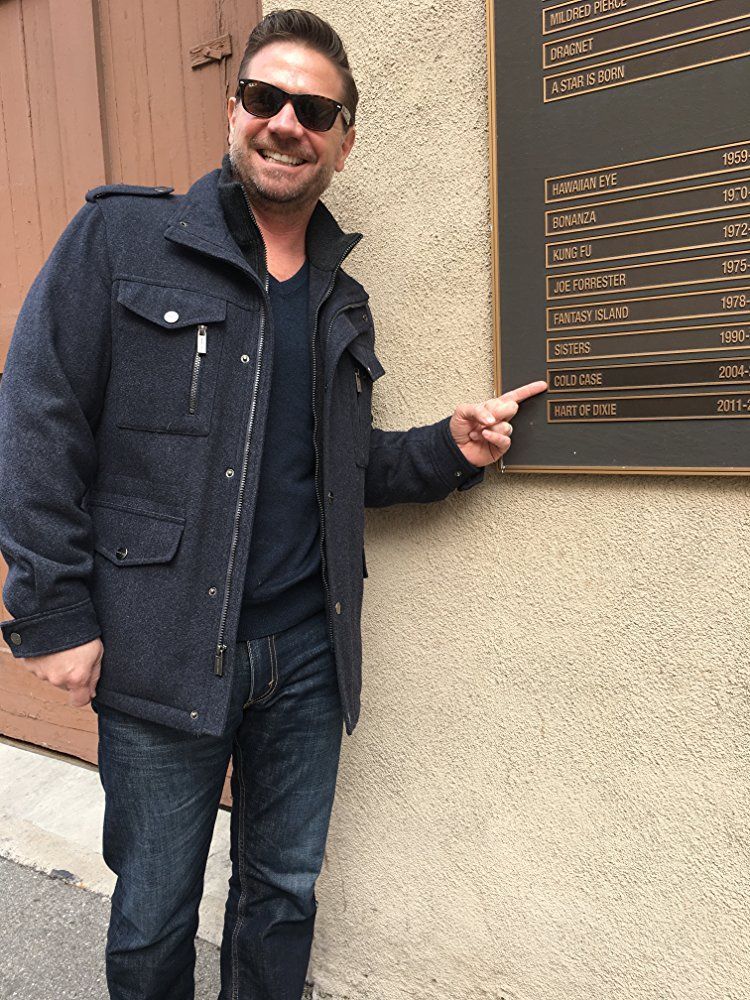 MILDRED PIERCE
DRAGNET
A STAR IS BORN
HAWAIIAN EYE 1959-
BONANZA 1970-
KUNG FU 1972-
JOE FORRESTER 1975-
FANTASY ISLAND 1978-
SISTERS 1990-
COLD CASE 2004-
HART OF DIXIE 2011-2